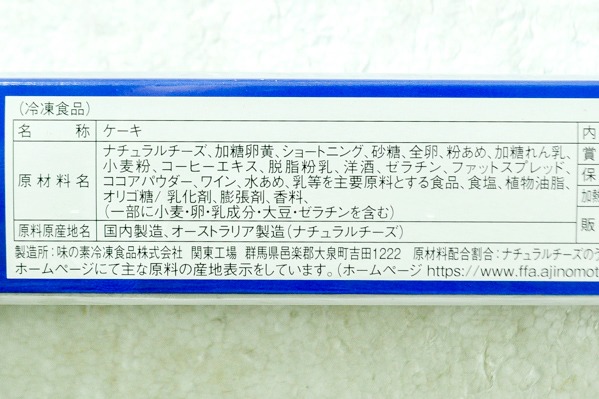 (冷凍食品)
名 称 ケーキ 内
原材料名 ナチュラルチーズ、加糖卵黄、ショートニング、砂糖、全卵、粉あめ、加糖れん乳、 賞
小麦粉、コーヒーエキス、脱脂粉乳、洋酒、ゼラチン、ファットスプレッド、 保
ココアパウダー、ワイン、水あめ、乳等を主要原料とする食品、食塩、植物油脂、 加熱
オリゴ糖/乳化剤、膨張剤、香料、
(一部に小麦・卵・乳成分・大豆・ゼラチンを含む) 販
原料原産地名 国内製造、オーストラリア製造(ナチュラルチーズ)
製造所:味の素冷凍食品株式会社 関東工場 群馬県邑楽郡大泉町吉田1222 原材料配合割合:ナチュラルチーズのう
ホームページにて主な原料の産地表示をしています。(ホームページ https://www.ffa.ajinomot